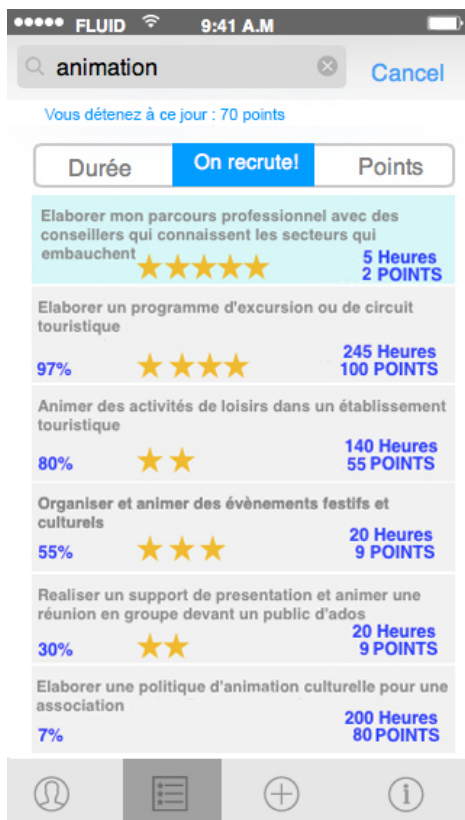 FLUID 9:41 A.M
animation
Cancel
Vous détenez à ce jour : 70 points
Durée On recrute! Points
Elaborer mon parcours professionnel avec des
conseillers qui connaissent les secteurs qui
embauchent
5 Heures
2 POINTS
Elaborer un programme d'excursion ou de circuit
touristique
245 Heures
97% 100 POINTS
Animer des activités de loisirs dans un établissement
touristique
140 Heures
80% 55 POINTS
Organiser et animer des évènements festifs et
culturels
20 Heures
55% 9 POINTS
Realiser un support de presentation et animer une
réunion en groupe devant un public d'ados
20 Heures
30% 9 POINTS
Elaborer une politique d'animation culturelle pour une
association
200 Heures
7% 80 POINTS